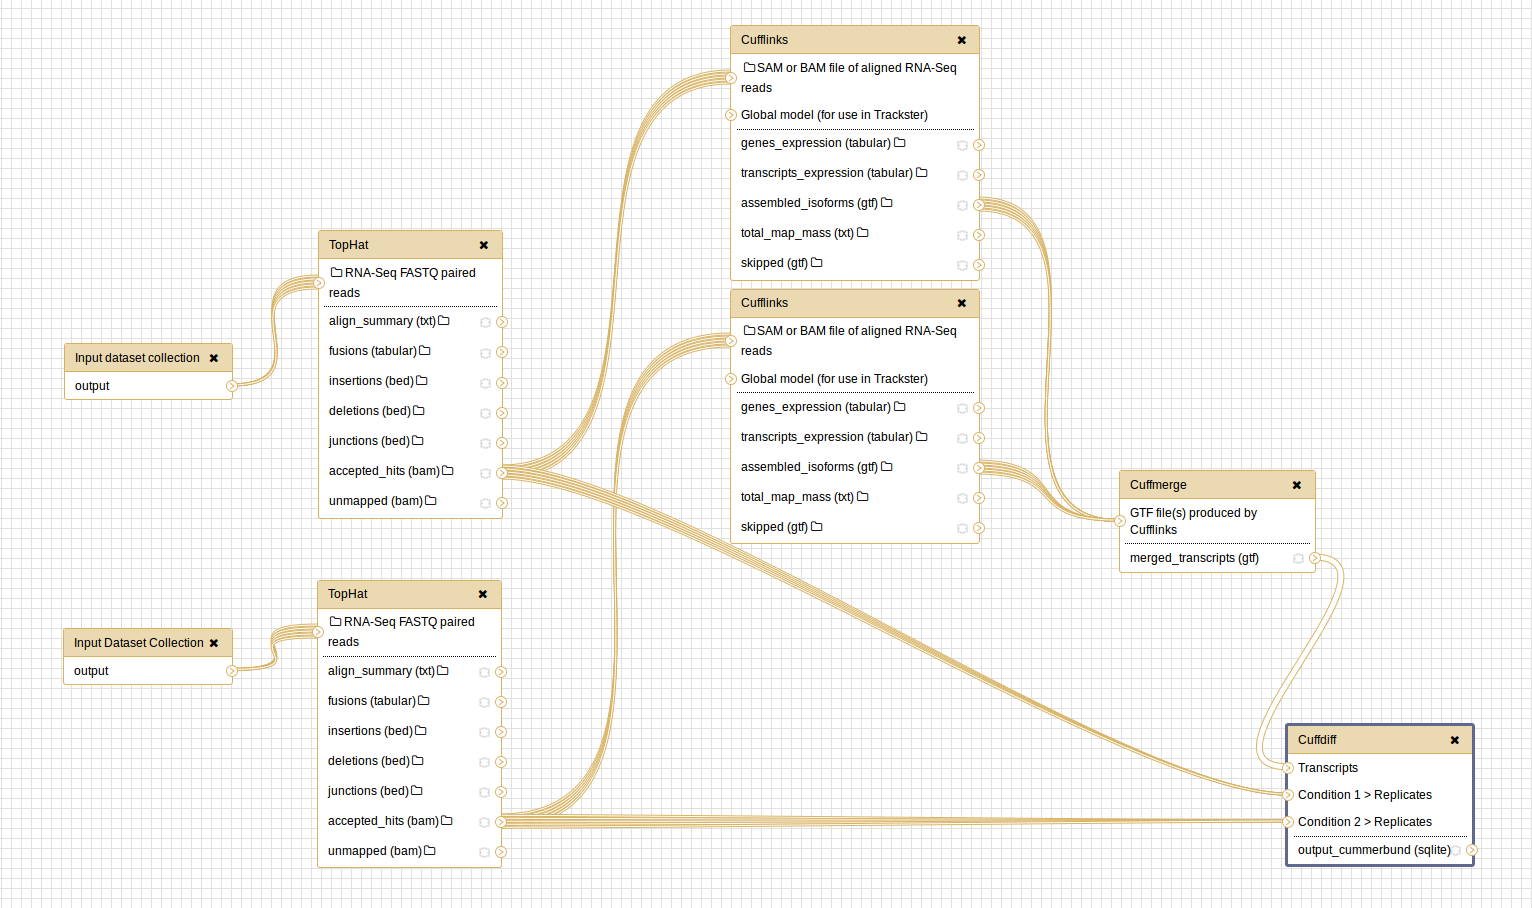 Input dataset collection
output
Input Dataset Collection
output
TopHat
RNA-Seq FASTQ paired
reads
align_summary (txt)
fusions (tabular)
insertions (bed)
deletions (bed)
junctions (bed)
accepted_hits (bam)
unmapped (bam)
TopHat
RNA-Seq FASTQ paired
reads
align_summary (txt)
fusions (tabular)
insertions (bed)
deletions (bed)
junctions (bed)
accepted_hits (bam)
unmapped (bam)
Cufflinks
SAM or BAM file of aligned RNA-Seq
reads
Global model (for use in Trackster)
genes_expression (tabular)
transcripts_expression (tabular)
assembled_isoforms (gtf)
total_map_mass (txt)
skipped (gtf)
Cufflinks
SAM or BAM file of aligned RNA-Seq
reads
Global model (for use in Trackster)
genes_expression (tabular)
transcripts_expression (tabular)
assembled_isoforms (gtf)
total_map_mass (txt)
skipped (gtf)
Cuffmerge
GTF file(s) produced by
Cufflinks
merged_transcripts (gtf)
Cuffdiff
Transcripts
Condition 1 > Replicates
Condition 2 > Replicates
output_cummerbund (sqlite)